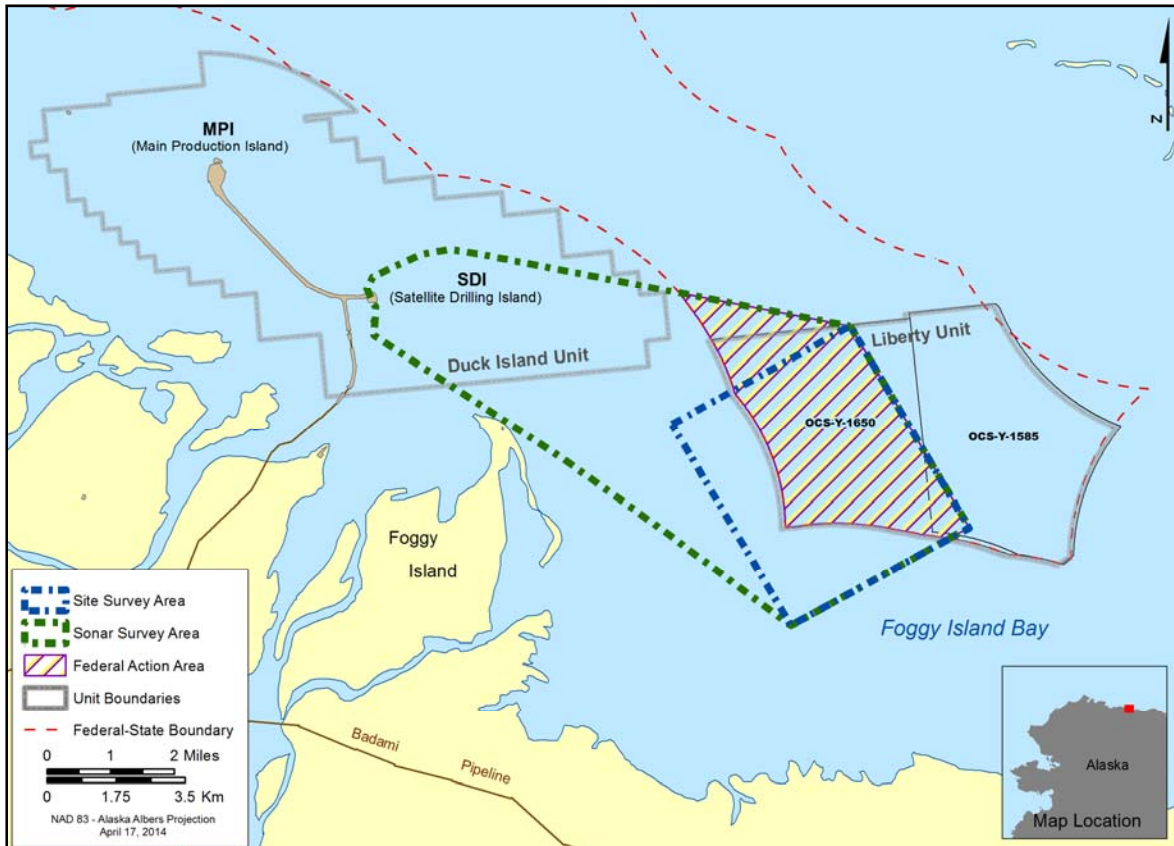 MPI
(Main Production Island)
SDI
(Satellite Drilling Island)
Duck Island Unit
Liberty Unit
OCS-Y-1650
OCS-Y-1585
Foggy
Island
Foggy Island Bay
Badami
Pipeline
N
Site Survey Area
Sonar Survey Area
Federal Action Area
Unit Boundaries
Federal-State Boundary
0 1 2 Miles
0 1.75 3.5 Km
NAD 83 - Alaska Albers Projection
April 17, 2014
Alaska
Map Location